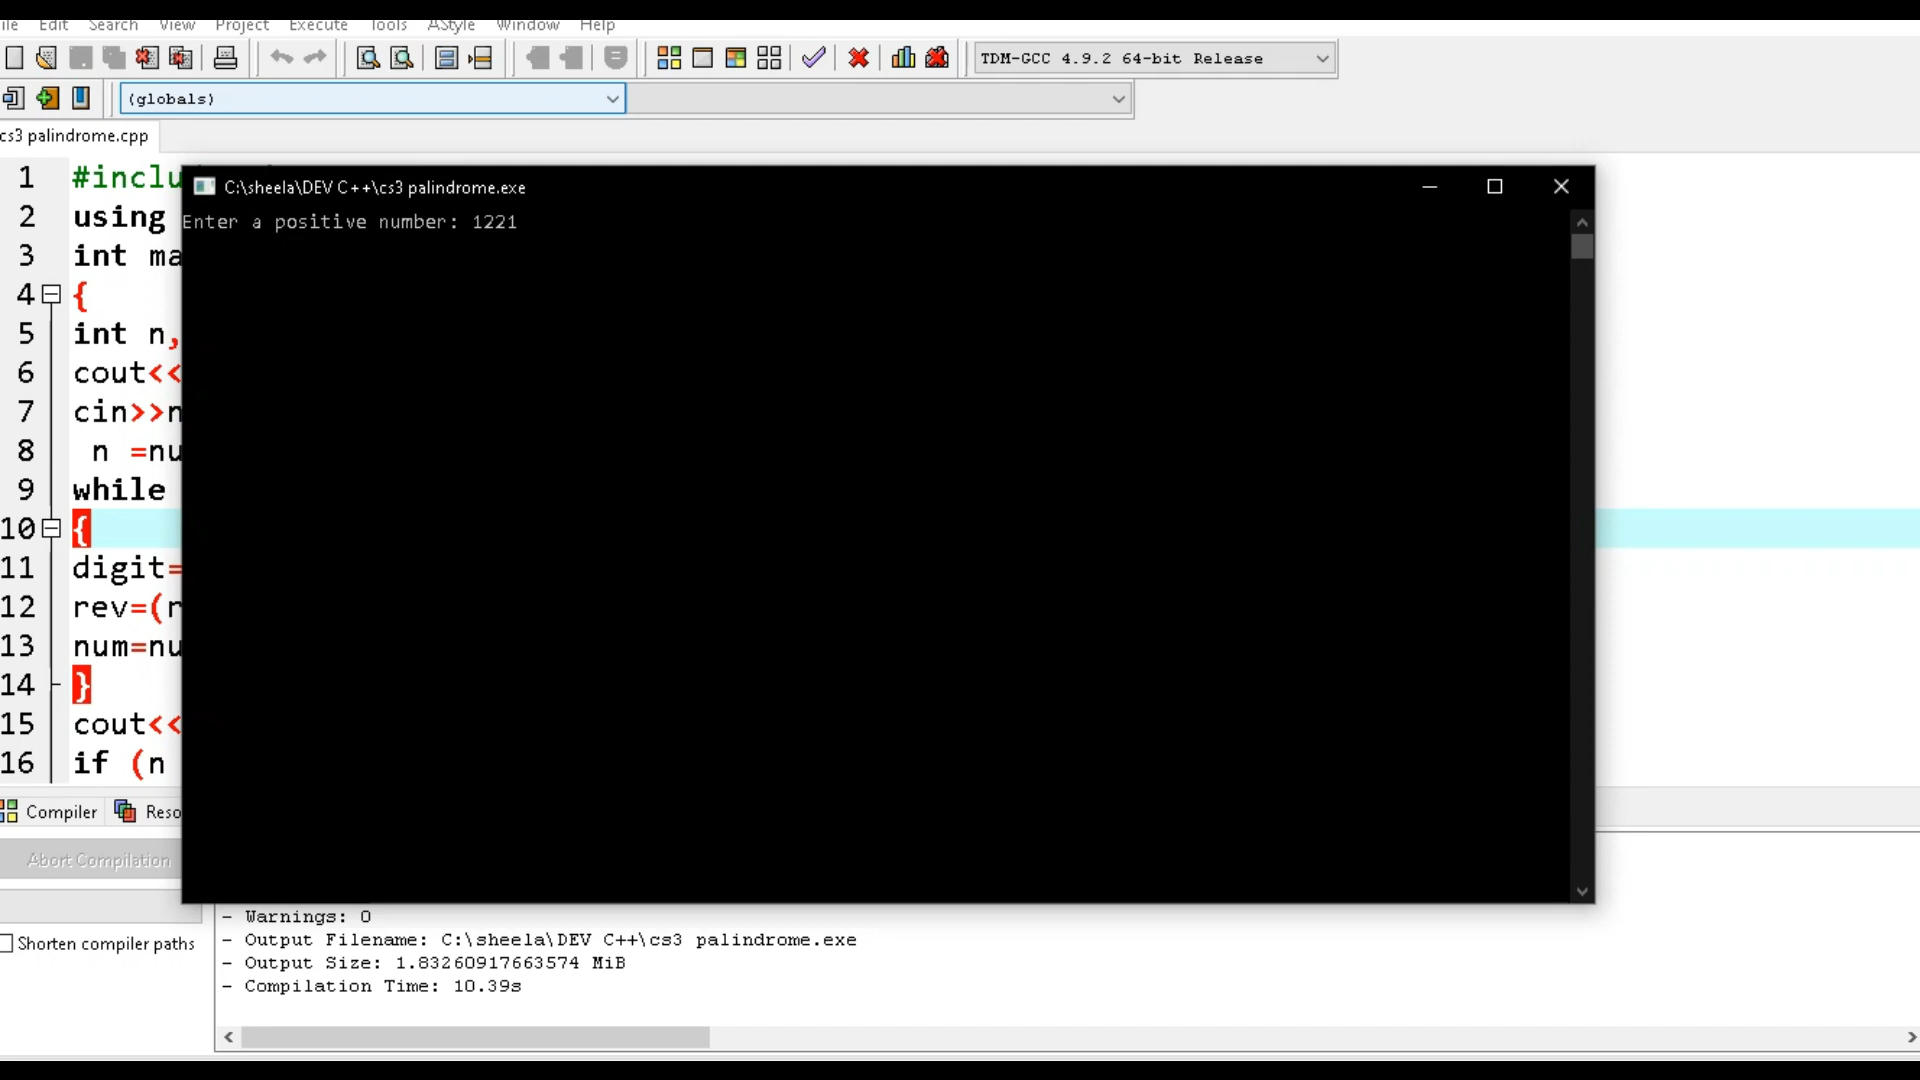 ile Edit Search View Project Execute Tools AStyle Window Help
TDM-GCC 4.9.2 64-bit Release
(globals)
cs3 palindrome.cpp
1 #inclu
2 using
3 int ma
4 {
5 int n,
6 cout<<
7 cin>>n
8 n =nu
9 while
10 {
11 digit=
12 rev=(r
13 num=nu
14 }
15 cout<<
16 if (n
C:\sheela\DEV C++\cs3 palindrome.exe
Enter a positive number: 1221
Compiler Reso
Abort Compilation
Shorten compiler paths
- Warnings: 0
- Output Filename: C:\sheela\DEV C++\cs3 palindrome.exe
- Output Size: 1.83260917663574 MiB
- Compilation Time: 10.39s